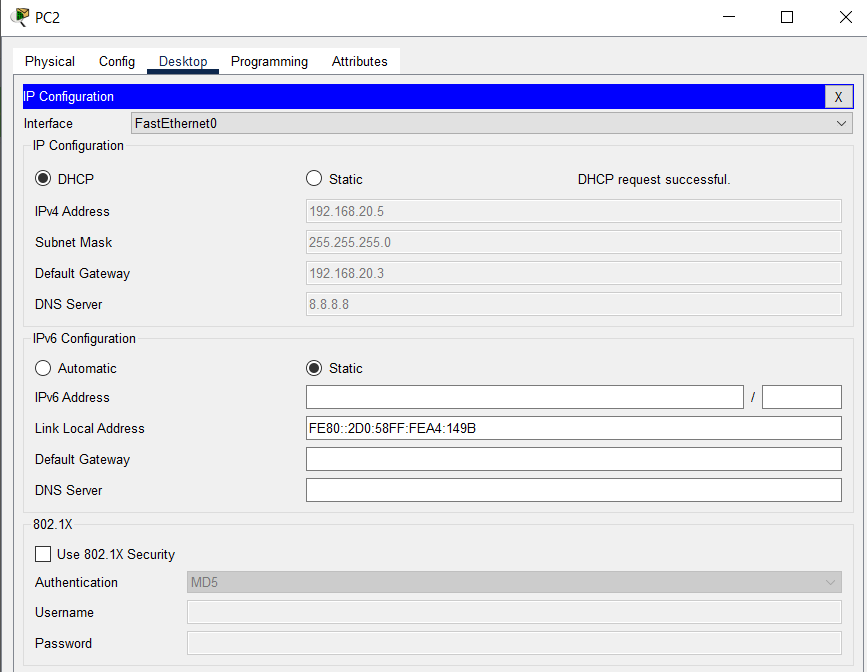 PC2
Physical Config Desktop Programming Attributes
IP Configuration X
Interface FastEthernet0
IP Configuration
DHCP Static DHCP request successful.
IPv4 Address 192.168.20.5
Subnet Mask 255.255.255.0
Default Gateway 192.168.20.3
DNS Server 8.8.8.8
IPv6 Configuration
Automatic Static
IPv6 Address /
Link Local Address FE80::2D0:58FF:FEA4:149B
Default Gateway
DNS Server
802.1X
Use 802.1X Security
Authentication MD5
Username
Password